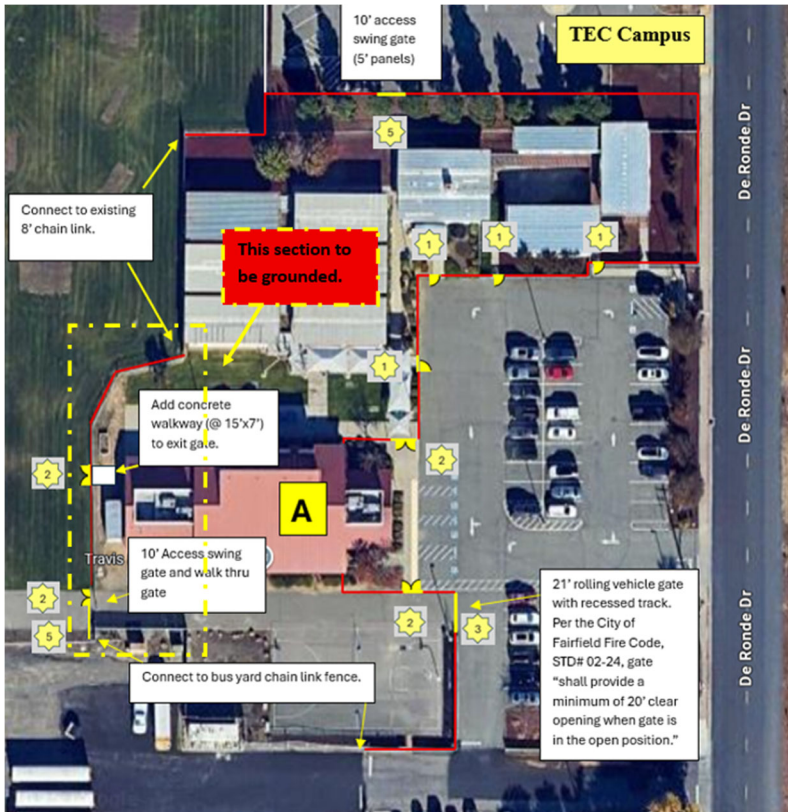 10' access
swing gate
(5' panels)
TEC Campus
De Ronde Dr
5
Connect to existing
8' chain link.
This section to
be grounded.
1
1
1
1
De Ronde Dr
Add concrete
walkway (@ 15'x7')
to exit gate.
2
2
A
Travis
10' Access swing
gate and walk thru
gate
2
5
2
3
21' rolling vehicle gate
with recessed track.
Per the City of
Fairfield Fire Code,
STD# 02-24, gate
“shall provide a
minimum of 20' clear
opening when gate is
in the open position.”
De Ronde Dr
Connect to bus yard chain link fence.